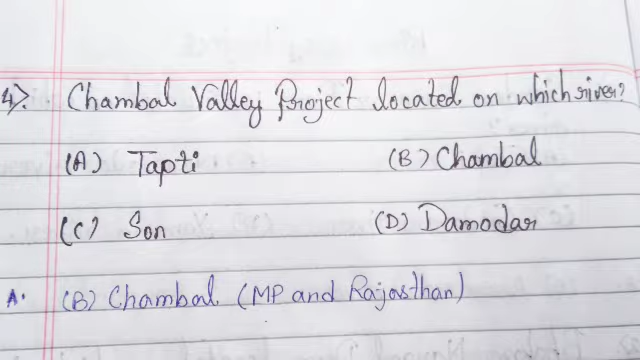 4). Chambal Valley Project located on which river?
(A) Tapti (B) Chambal
(C) Son (D) Damodar
A. (B) Chambal (MP and Rajasthan)